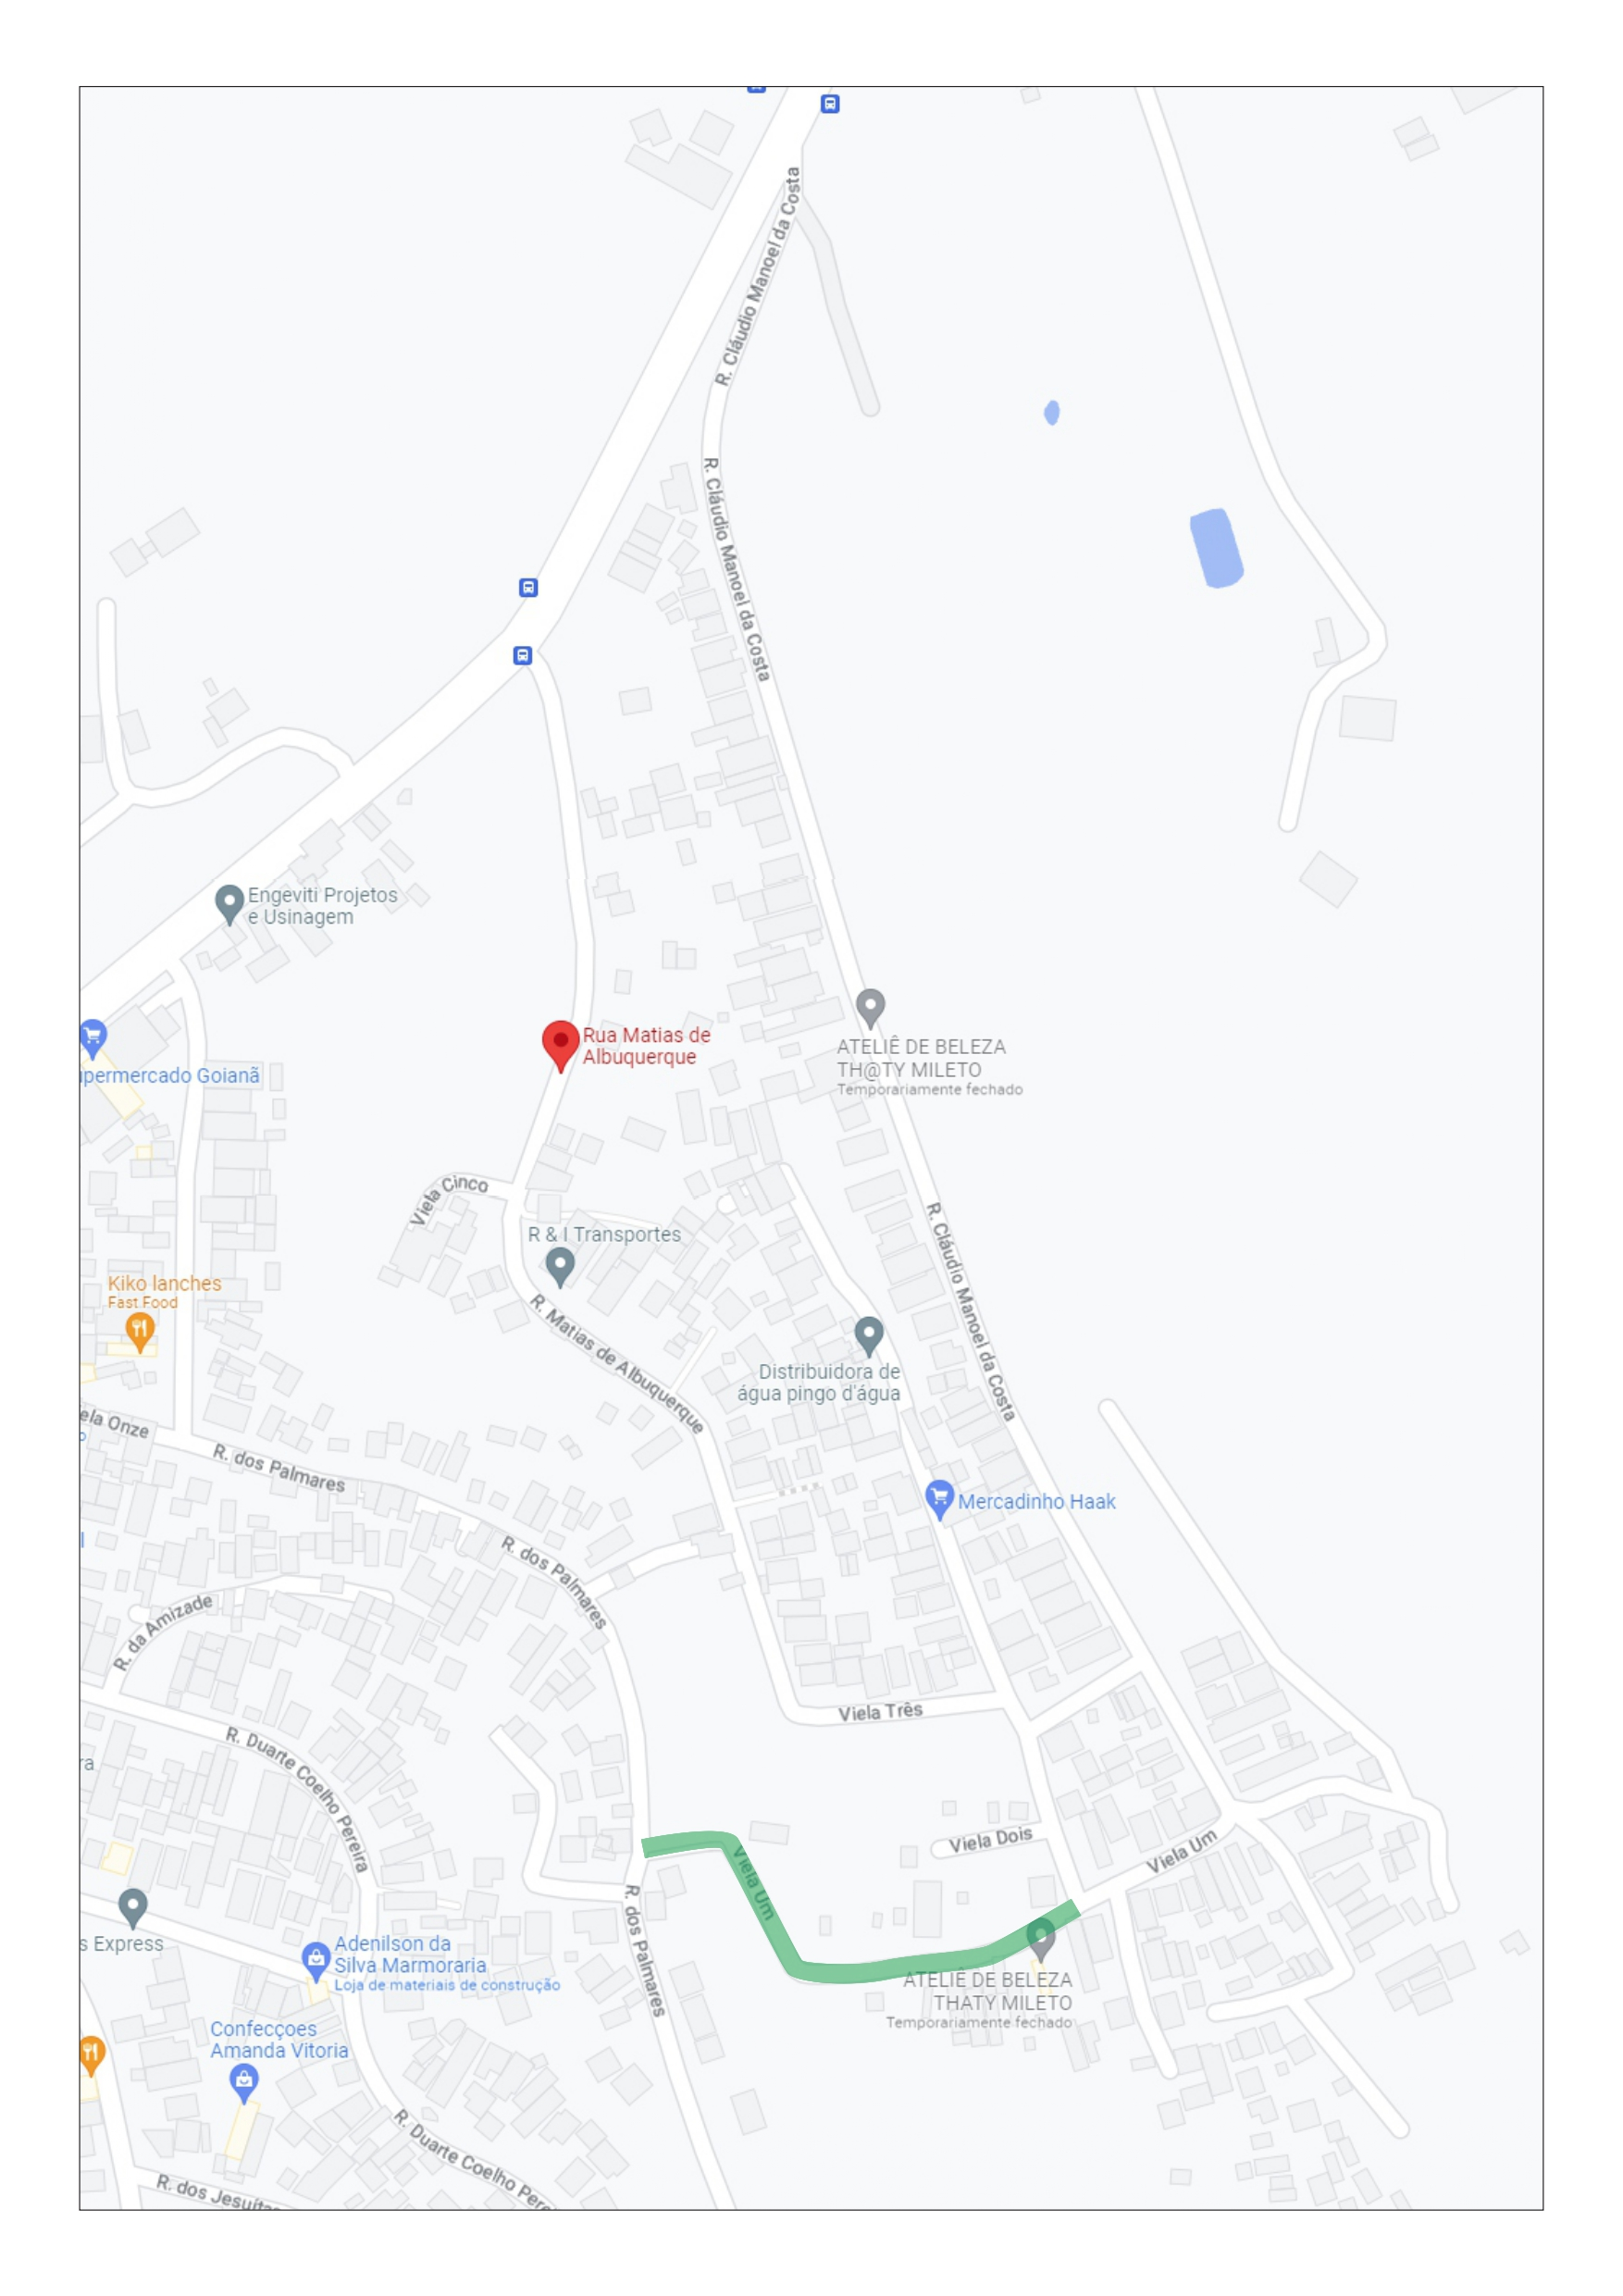 R. Cláudio Manoel da Costa
R. Cláudio Manoel da Costa
Engeviti Projetos
e Usinagem
Rua Matias de
Albuquerque
ATELIÊ DE BELEZA
TH@TY MILETO
Temporariamente fechado
upermercado Goianã
Viela Cinco
R & I Transportes
R. Cláudio Manoel da Costa
Kiko lanches
Fast Food
R. Matias de Albuquerque
Distribuidora de
água pingo d'água
ela Onze
R. dos Palmares
Mercadinho Haak
R. dos Palmares
R. da Amizade
Viela Três
R. Duarte Coelho Pereira
ra
Viela Dois
Viela Um
Viela Um
R. dos Palmares
s Express
Adenilson da
Silva Marmoraria
Loja de materiais de construção
ATELIÊ DE BELEZA
THATY MILETO
Temporariamente fechado
Confecçoes
Amanda Vitoria
R. Duarte Coelho Pere
R. dos Jesuíta